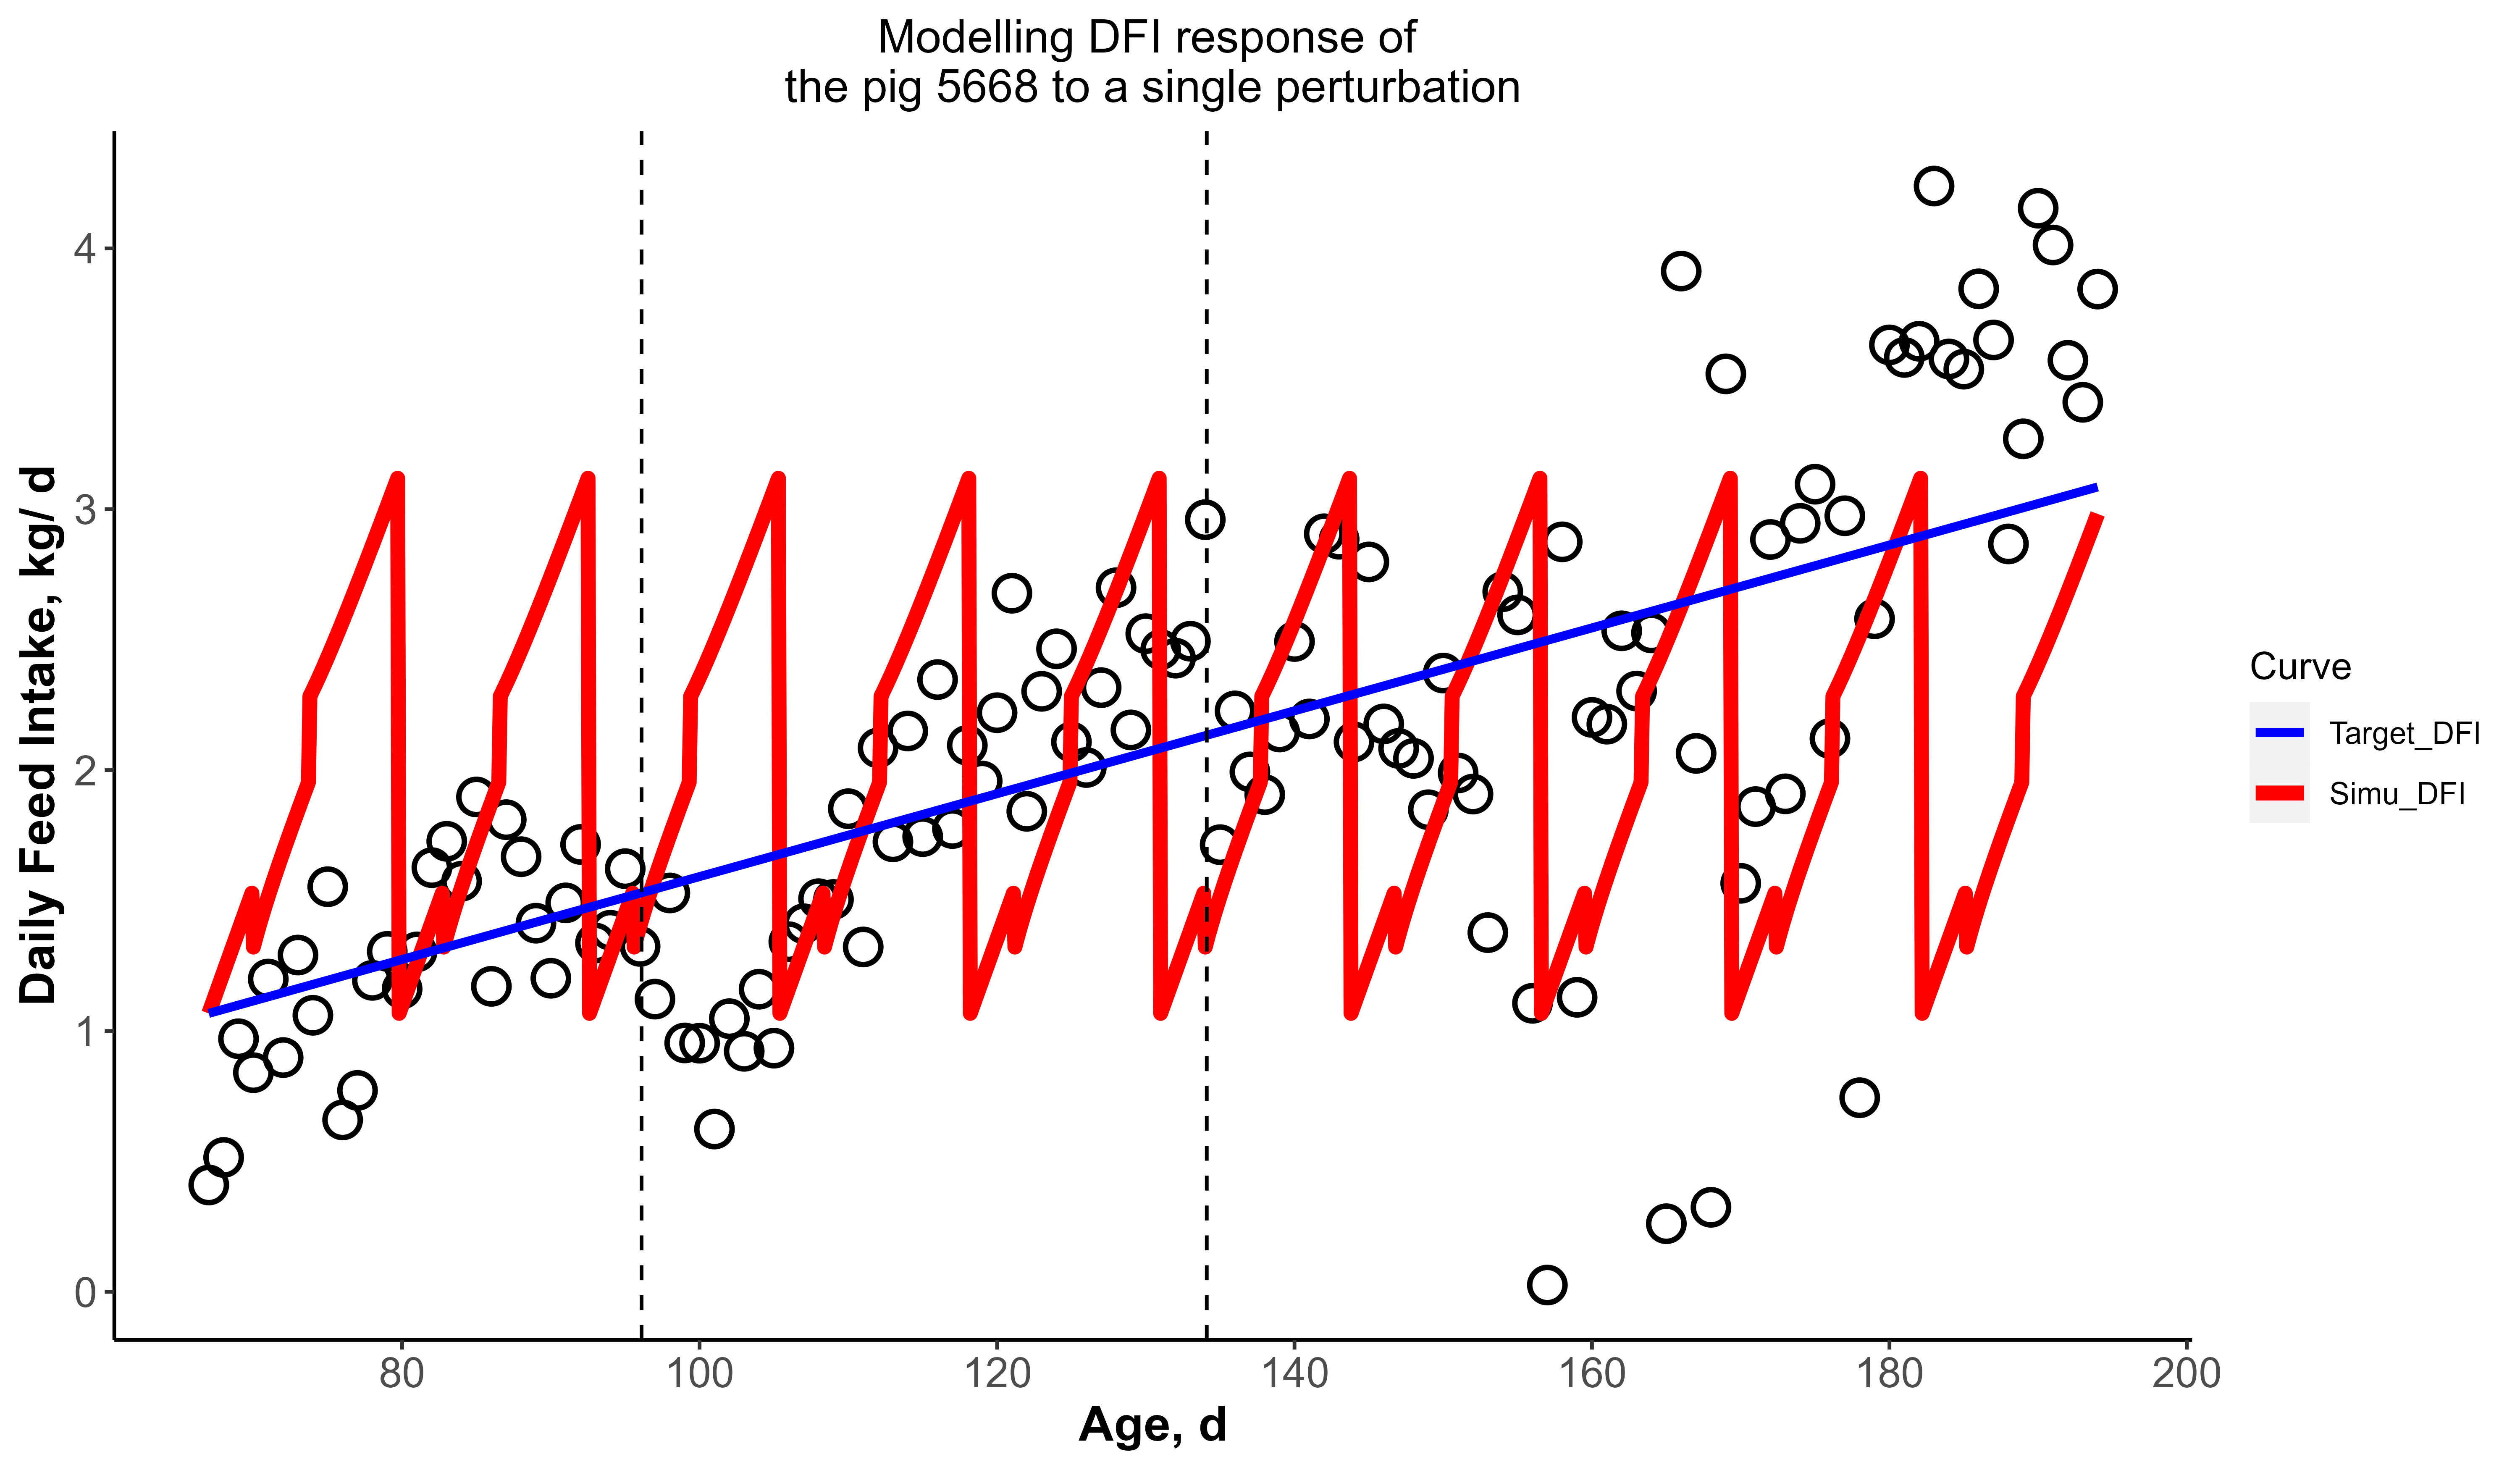 Modelling DFI response of
the pig 5668 to a single perturbation
Daily Feed Intake, kg/ d
4
3
2
1
0
80
100
120
140
160
180
200
Age, d
Curve
Target_DFI
Simu_DFI